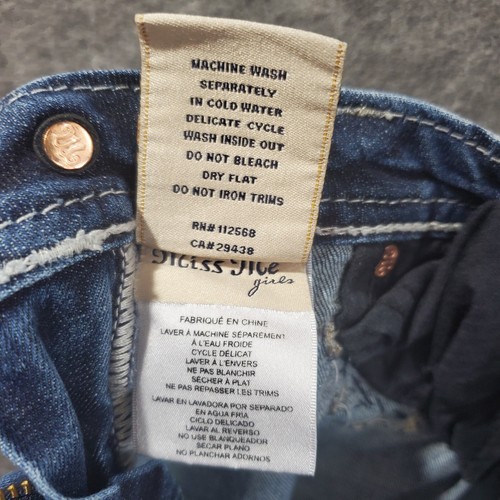 MACHINE WASH
SEPARATELY
IN COLD WATER
DELICATE CYCLE
WASH INSIDE OUT
DO NOT BLEACH
DRY FLAT
DO NOT IRON TRIMS
RN# 112568
CA# 29438
Miss Me
girls
FABRIQUÉ EN CHINE
LAVER À MACHINE SÉPAREMENT
À L'EAU FROIDE
CYCLE DÉLICAT
LAVER À L'ENVERS
NE PAS BLANCHIR
SÉCHER À PLAT
NE PAS REPASSER LES TRIMS
LAVAR EN LAVADORA POR SEPARADO
EN AGUA FRIA
CICLO DELICADO
LAVAR AL REVERSO
NO USE BLANQUEADOR
SECAR PLANO
NO PLANCHAR ADORNOS